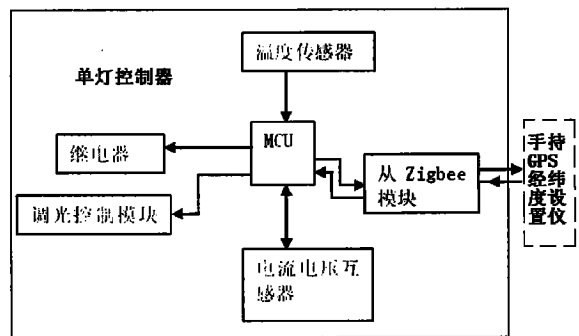 温度传感器
单灯控制器
MCU
继电器
从 Zigbee
模块
手持
GPS
经纬
度设
置仪
调光控制模块
电流电压互
感器